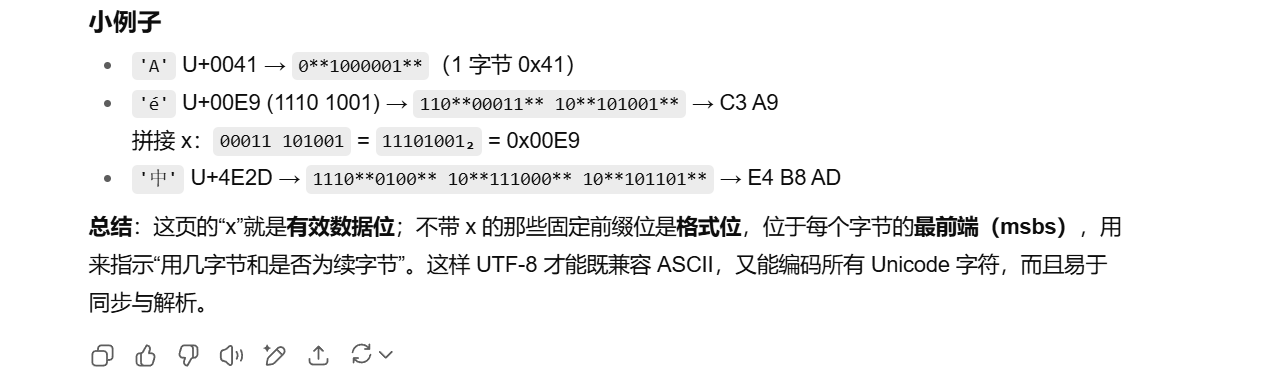 小例子
'A' U+0041 → 0**1000001**（1 字节 0x41）
'é' U+00E9 (1110 1001) → 110**00011** 10**101001** → C3 A9
拼接 x：00011 101001 = 11101001₂ = 0x00E9
'中' U+4E2D → 1110**0100** 10**111000** 10**101101** → E4 B8 AD
总结：这页的“x”就是有效数据位；不带 x 的那些固定前缀位是格式位，位于每个字节的最前端（msbs），用
来指示“用几字节和是否为续字节”。这样 UTF-8 才能既兼容 ASCII，又能编码所有 Unicode 字符，而且易于
同步与解析。